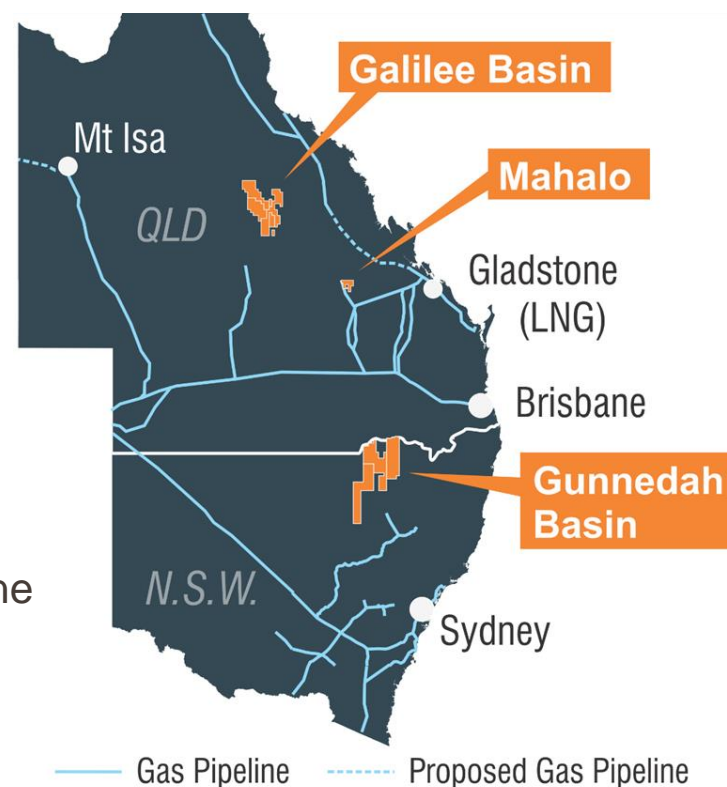 Galilee Basin
Mt Isa
Mahalo
QLD
Gladstone
(LNG)
Brisbane
Gunnedah
Basin
ne
N.S.W.
Sydney
Gas Pipeline
Proposed Gas Pipeline